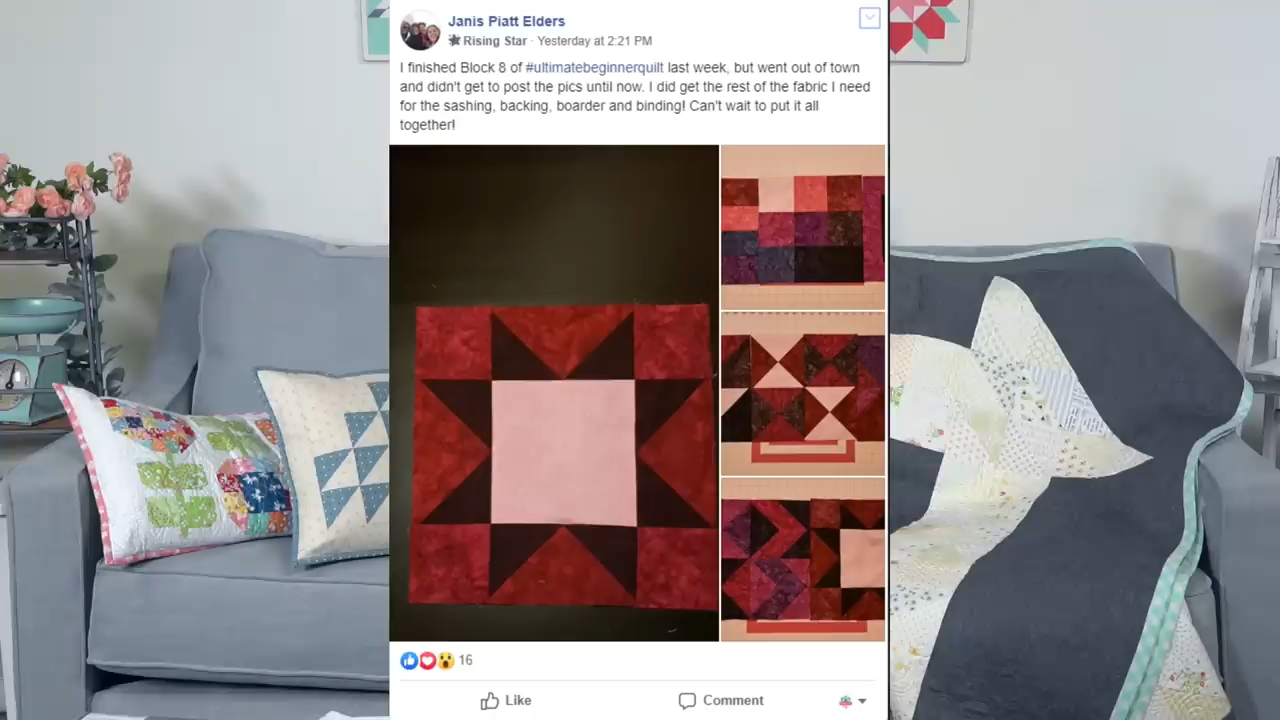 Janis Piatt Elders
Rising Star · Yesterday at 2:21 PM
I finished Block 8 of #ultimatebeginnerquilt last week, but went out of town
and didn't get to post the pics until now. I did get the rest of the fabric I need
for the sashing, backing, boarder and binding! Can't wait to put it all
together!
16
Like
Comment